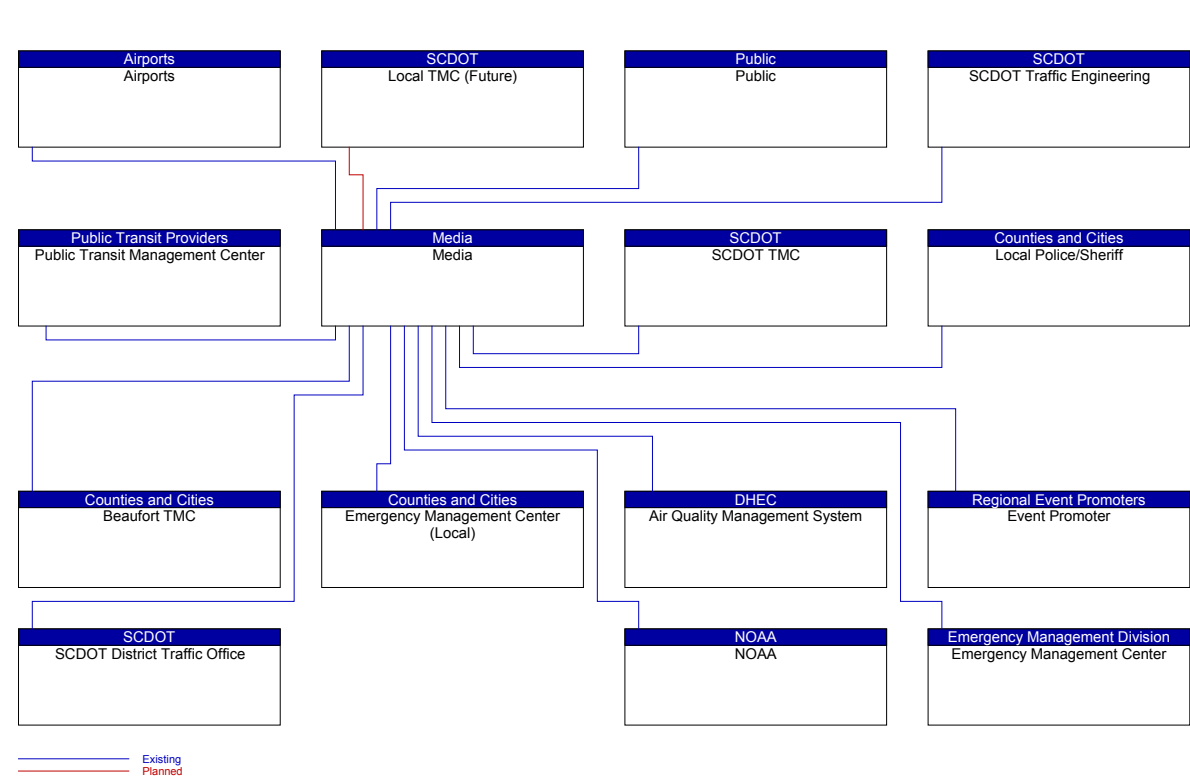 Airports
Airports
SCDOT
Local TMC (Future)
Public
Public
SCDOT
SCDOT Traffic Engineering
Public Transit Providers
Public Transit Management Center
Media
Media
SCDOT
SCDOT TMC
Counties and Cities
Local Police/Sheriff
Counties and Cities
Beaufort TMC
Counties and Cities
Emergency Management Center
(Local)
DHEC
Air Quality Management System
Regional Event Promoters
Event Promoter
SCDOT
SCDOT District Traffic Office
NOAA
NOAA
Emergency Management Division
Emergency Management Center
Existing
Planned